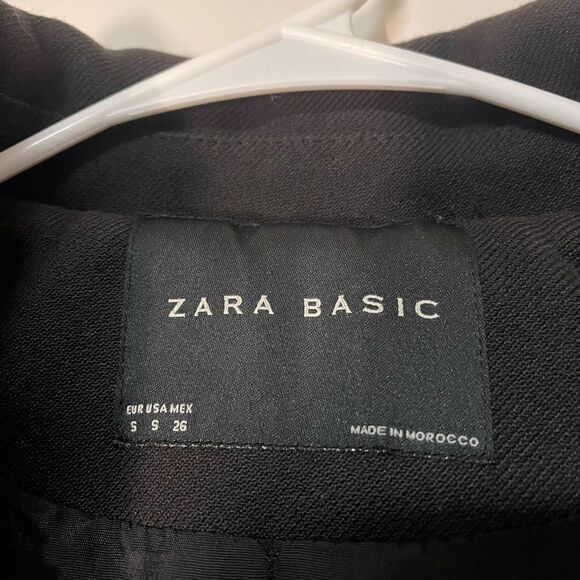 ZARA BASIC
EUR USA MEX
S S 26
MADE IN MOROCCO